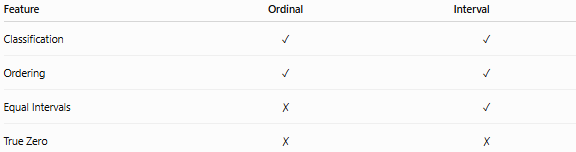 Feature Ordinal Interval
Classification ✓ ✓
Ordering ✓ ✓
Equal Intervals X ✓
True Zero X X